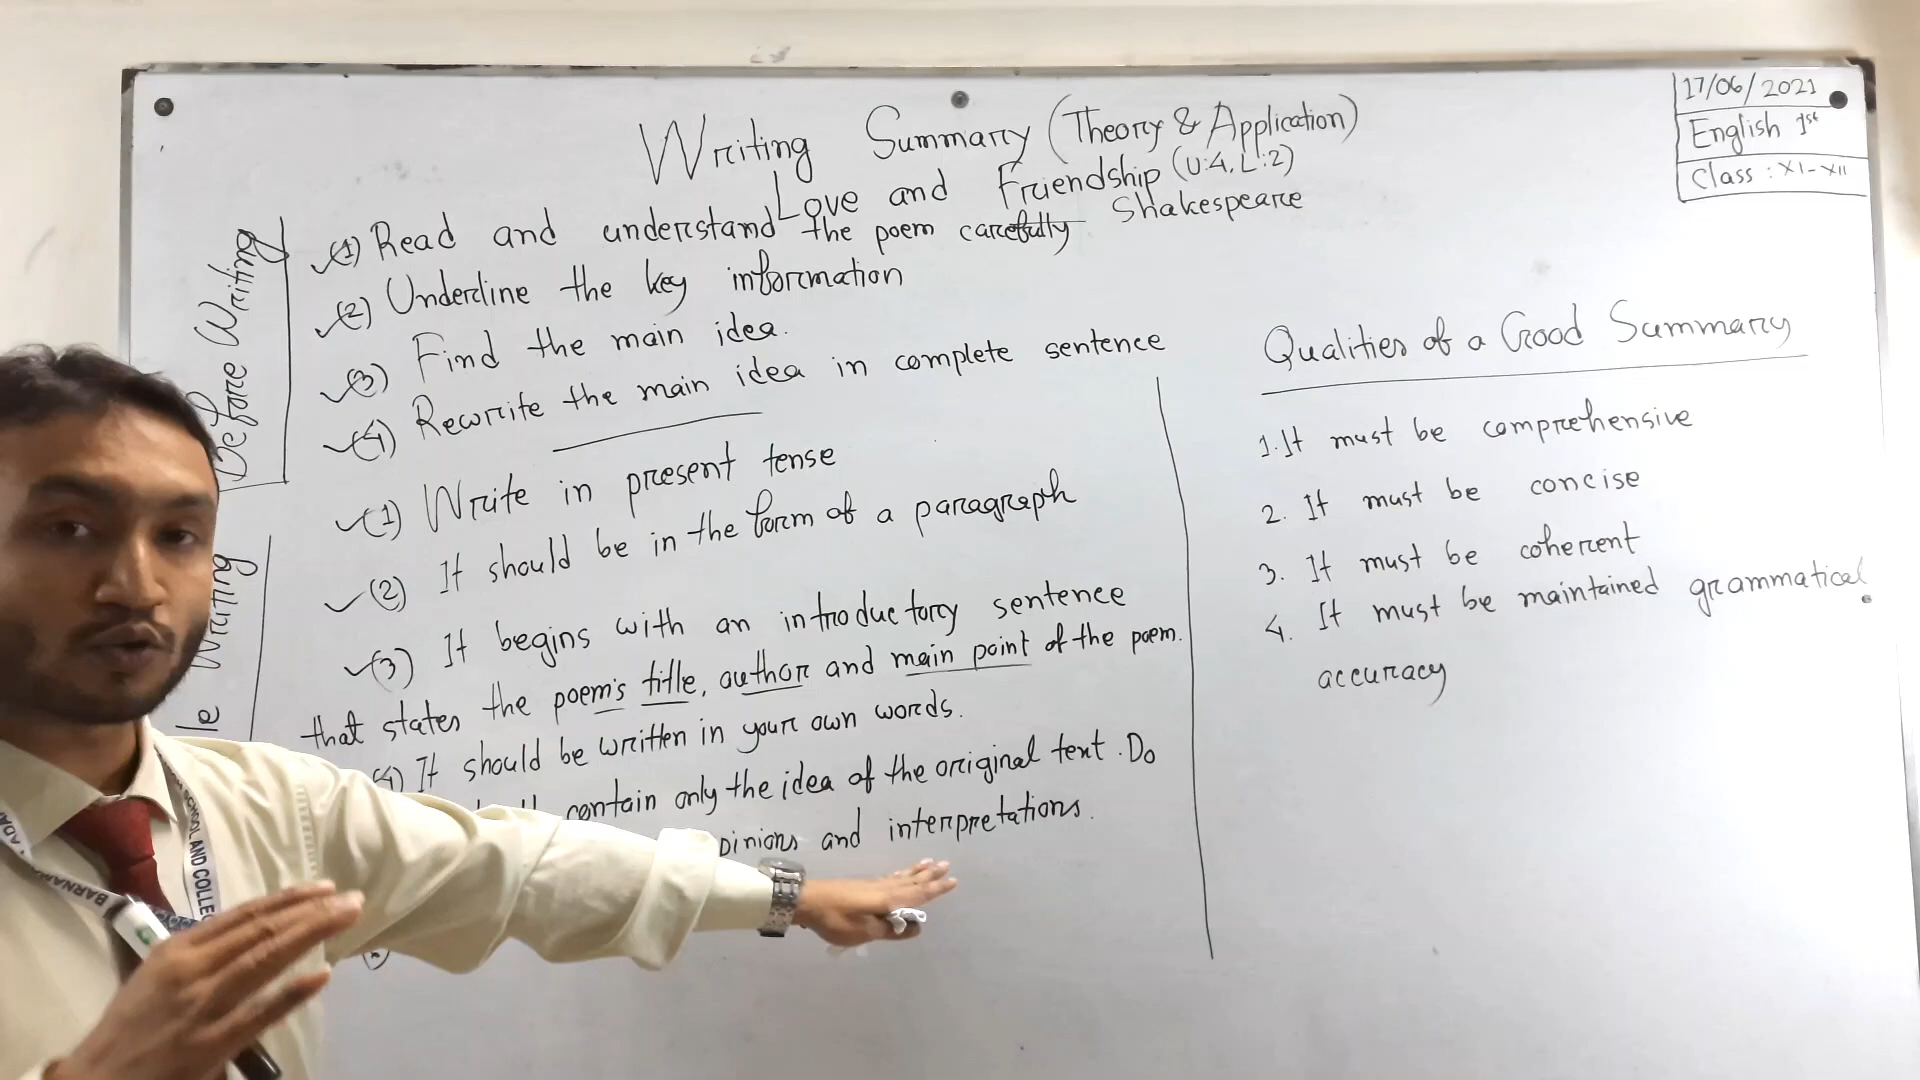 Writing Summary (Theory & Application)
Love and Friendship (U:4, L:2)
Shakespeare
17/06/2021
English 1st
Class : XI-XII
Before Writing
(1) Read and understand the poem carefully
(2) Underline the key information
(3) Find the main idea.
(4) Rewrite the main idea in complete sentence
Writing
(1) Write in present tense
(2) It should be in the form of a paragraph
(3) It begins with an introductory sentence
that states the poem's title, author and main point of the poem.
(4) It should be written in your own words.
contain only the idea of the original text. Do
and interpretations.
Qualities of a Good Summary
1. It must be comprehensive
2. It must be concise
3. It must be coherent
4. It must be maintained grammatical
accuracy
SCHOOL AND COLLE
BARNA
ADA